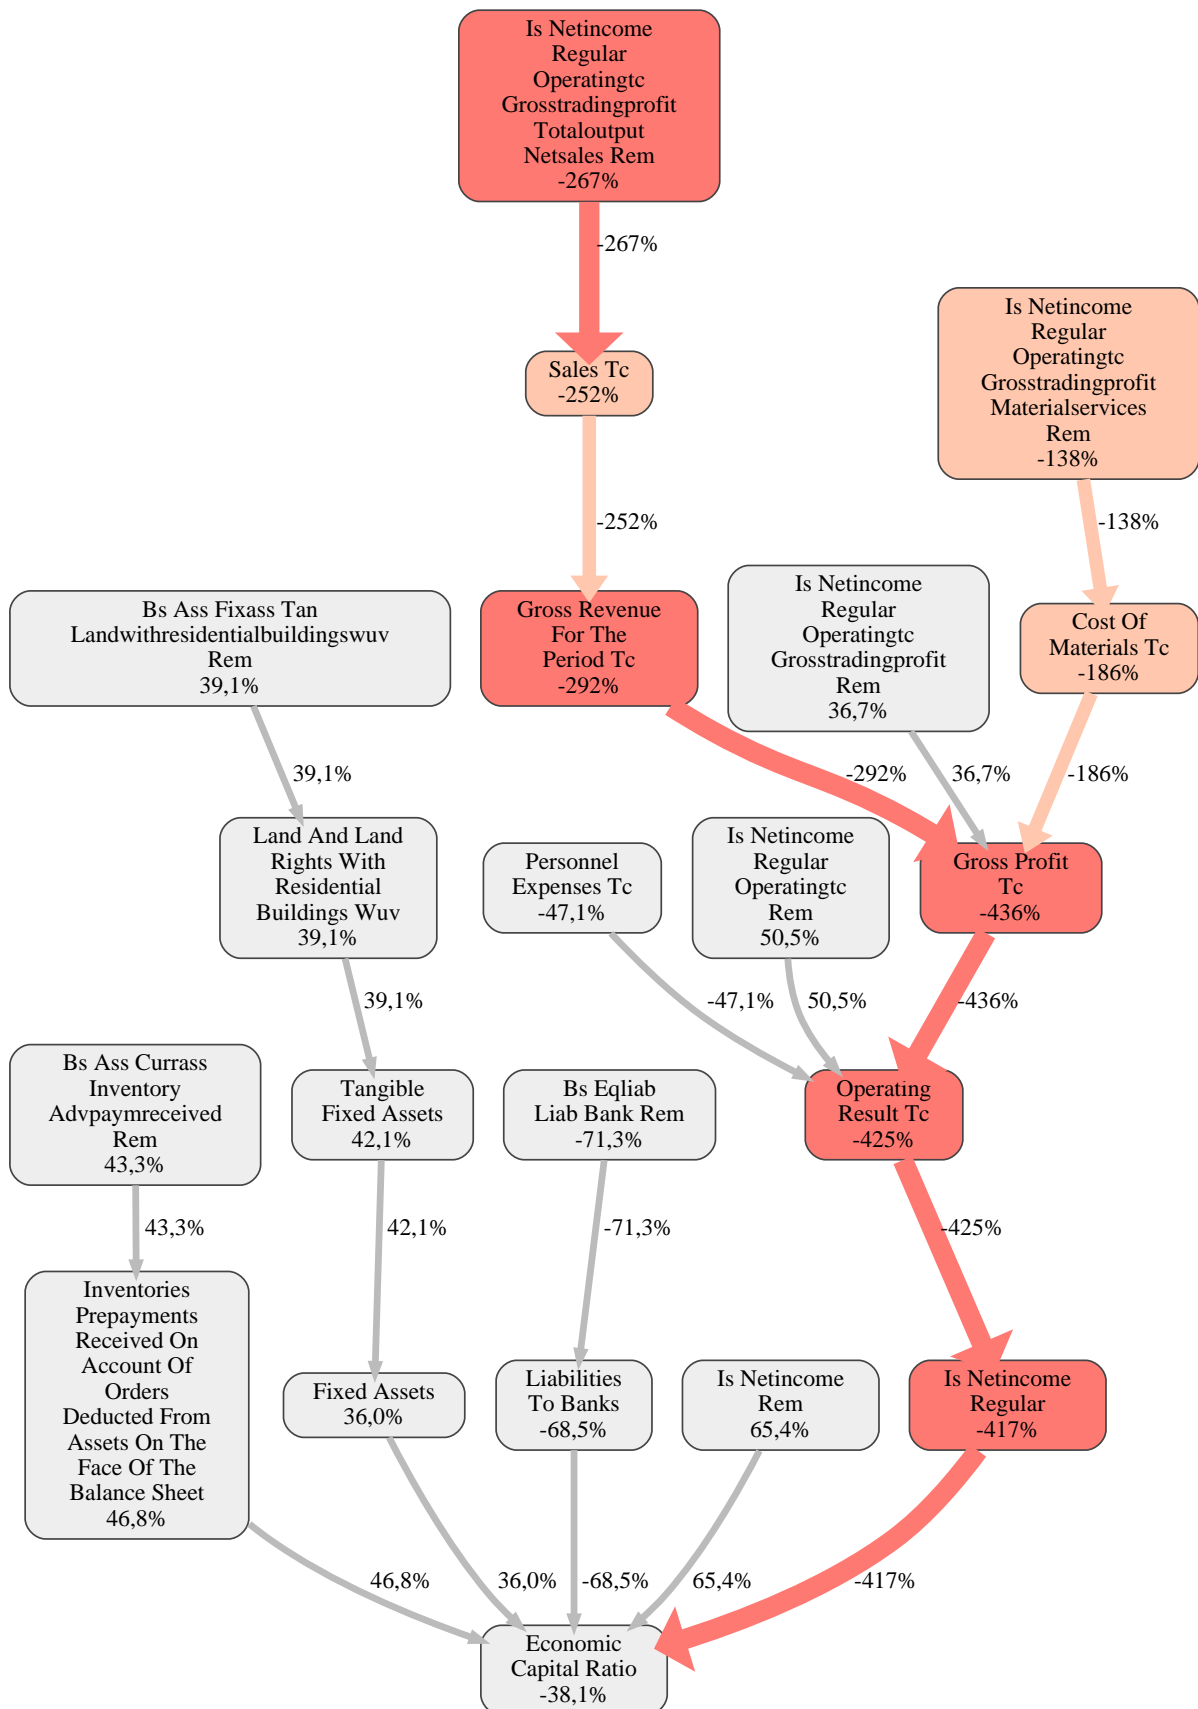 Is Netincome
Regular
Operatingtc
Grosstradingprofit
Totaloutput
Netsales Rem
-267%
-267%
Is Netincome
Regular
Operatingtc
Grosstradingprofit
Materialservices
Rem
-138%
Sales Tc
-252%
-252%
-138%
Bs Ass Fixass Tan
Landwithresidentialbuildingswuv
Rem
39,1%
Gross Revenue
For The
Period Tc
-292%
Is Netincome
Regular
Operatingtc
Grosstradingprofit
Rem
36,7%
Cost Of
Materials Tc
-186%
39,1%
-292%
36,7%
-186%
Land And Land
Rights With
Residential
Buildings Wuv
39,1%
Personnel
Expenses Tc
-47,1%
Is Netincome
Regular
Operatingtc
Rem
50,5%
Gross Profit
Tc
-436%
39,1%
-47,1%
50,5%
-436%
Bs Ass Currass
Inventory
Advpaymreceived
Rem
43,3%
Tangible
Fixed Assets
42,1%
Bs Eqliab
Liab Bank Rem
-71,3%
Operating
Result Tc
-425%
43,3%
42,1%
-71,3%
-425%
Inventories
Prepayments
Received On
Account Of
Orders
Deducted From
Assets On The
Face Of The
Balance Sheet
46,8%
Fixed Assets
36,0%
Liabilities
To Banks
-68,5%
Is Netincome
Rem
65,4%
Is Netincome
Regular
-417%
46,8%
36,0%
-68,5%
65,4%
-417%
Economic
Capital Ratio
-38,1%